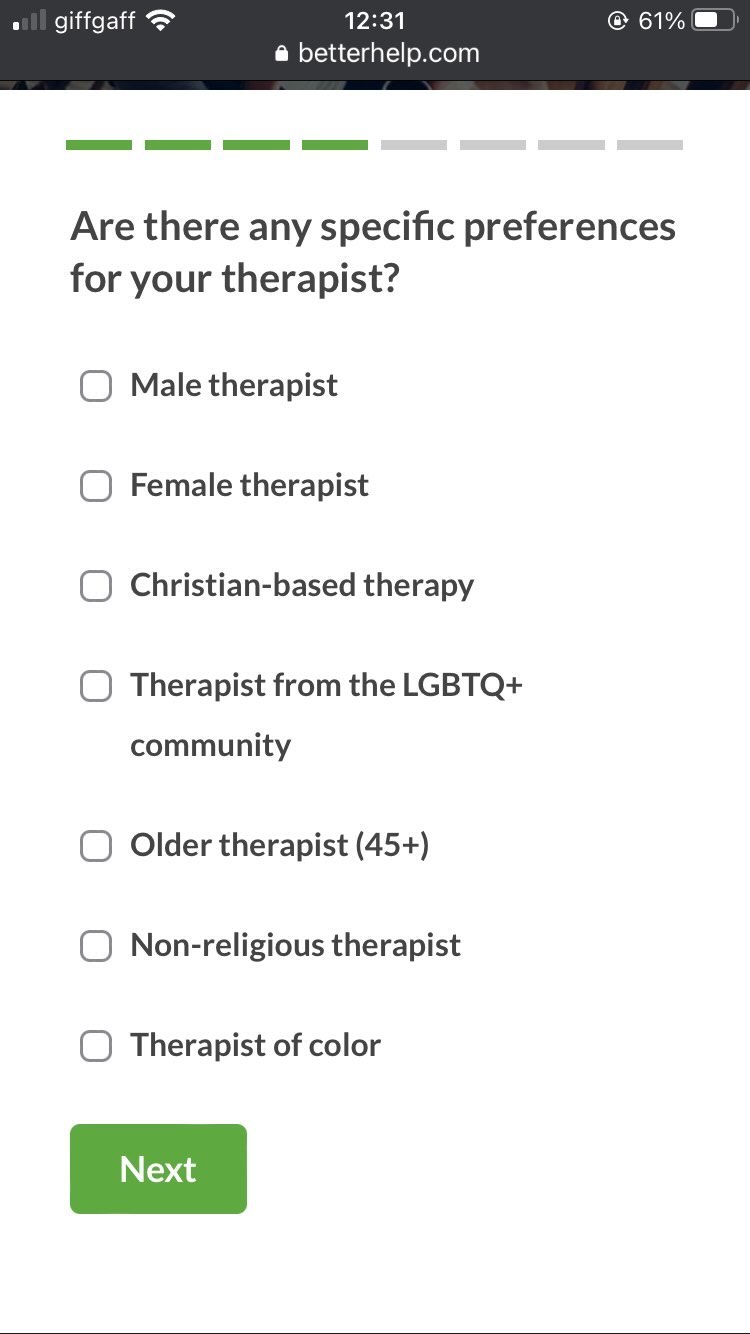 giffgaff 12:31 61%
betterhelp.com
Are there any specific preferences
for your therapist?
Male therapist
Female therapist
Christian-based therapy
Therapist from the LGBTQ+
community
Older therapist (45+)
Non-religious therapist
Therapist of color
Next